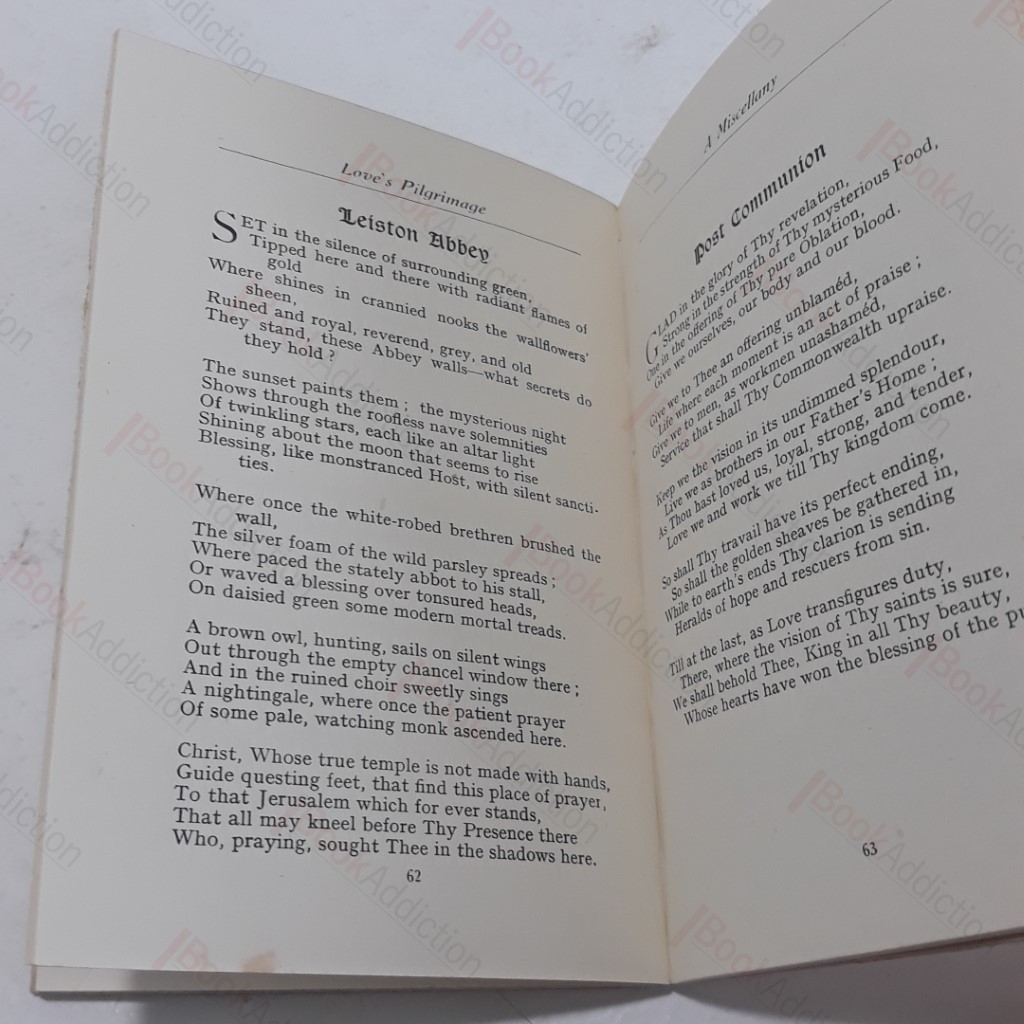 Love's Pilgrimage
Leiston Abbey
SET in the silence of surrounding green,
Tipped here and there with radiant flames of
gold
Where shines in crannied nooks the wallflowers'
sheen,
Ruined and royal, reverend, grey, and old
They stand, these Abbey walls—what secrets do
they hold ?
The sunset paints them ; the mysterious night
Shows through the roofless nave solemnities
Of twinkling stars, each like an altar light
Shining about the moon that seems to rise
Blessing, like monstranced Host, with silent sancti-
ties.
Where once the white-robed brethren brushed the
wall,
The silver foam of the wild parsley spreads ;
Where paced the stately abbot to his stall,
Or waved a blessing over tonsured heads,
On daisied green some modern mortal treads.
A brown owl, hunting, sails on silent wings
Out through the empty chancel window there ;
And in the ruined choir sweetly sings
A nightingale, where once the patient prayer
Of some pale, watching monk ascended here.
Christ, Whose true temple is not made with hands,
Guide questing feet, that find this place of prayer,
To that Jerusalem which for ever stands,
That all may kneel before Thy Presence there
Who, praying, sought Thee in the shadows here.
62
A Miscellany
Post Communion
GLAD in the glory of Thy revelation,
Strong in the strength of Thy mysterious Food,
One in the offering of Thy pure Oblation,
Give we ourselves, our body and our blood.
Give we to Thee an offering unblaméd,
Life where each moment is an act of praise ;
Give we to men, as workmen unashaméd,
Service that shall Thy Commonwealth upraise.
Keep we the vision in its undimmed splendour,
Live we as brothers in our Father's Home ;
As Thou hast loved us, loyal, strong, and tender,
Love we and work we till Thy kingdom come.
So shall Thy travail have its perfect ending,
So shall the golden sheaves be gathered in,
While to earth's ends Thy clarion is sending
Heralds of hope and rescuers from sin.
Till at the last, as Love transfigures duty,
There, where the vision of Thy saints is sure,
We shall behold Thee, King in all Thy beauty,
Whose hearts have won the blessing of the pu
63
BookAddiction